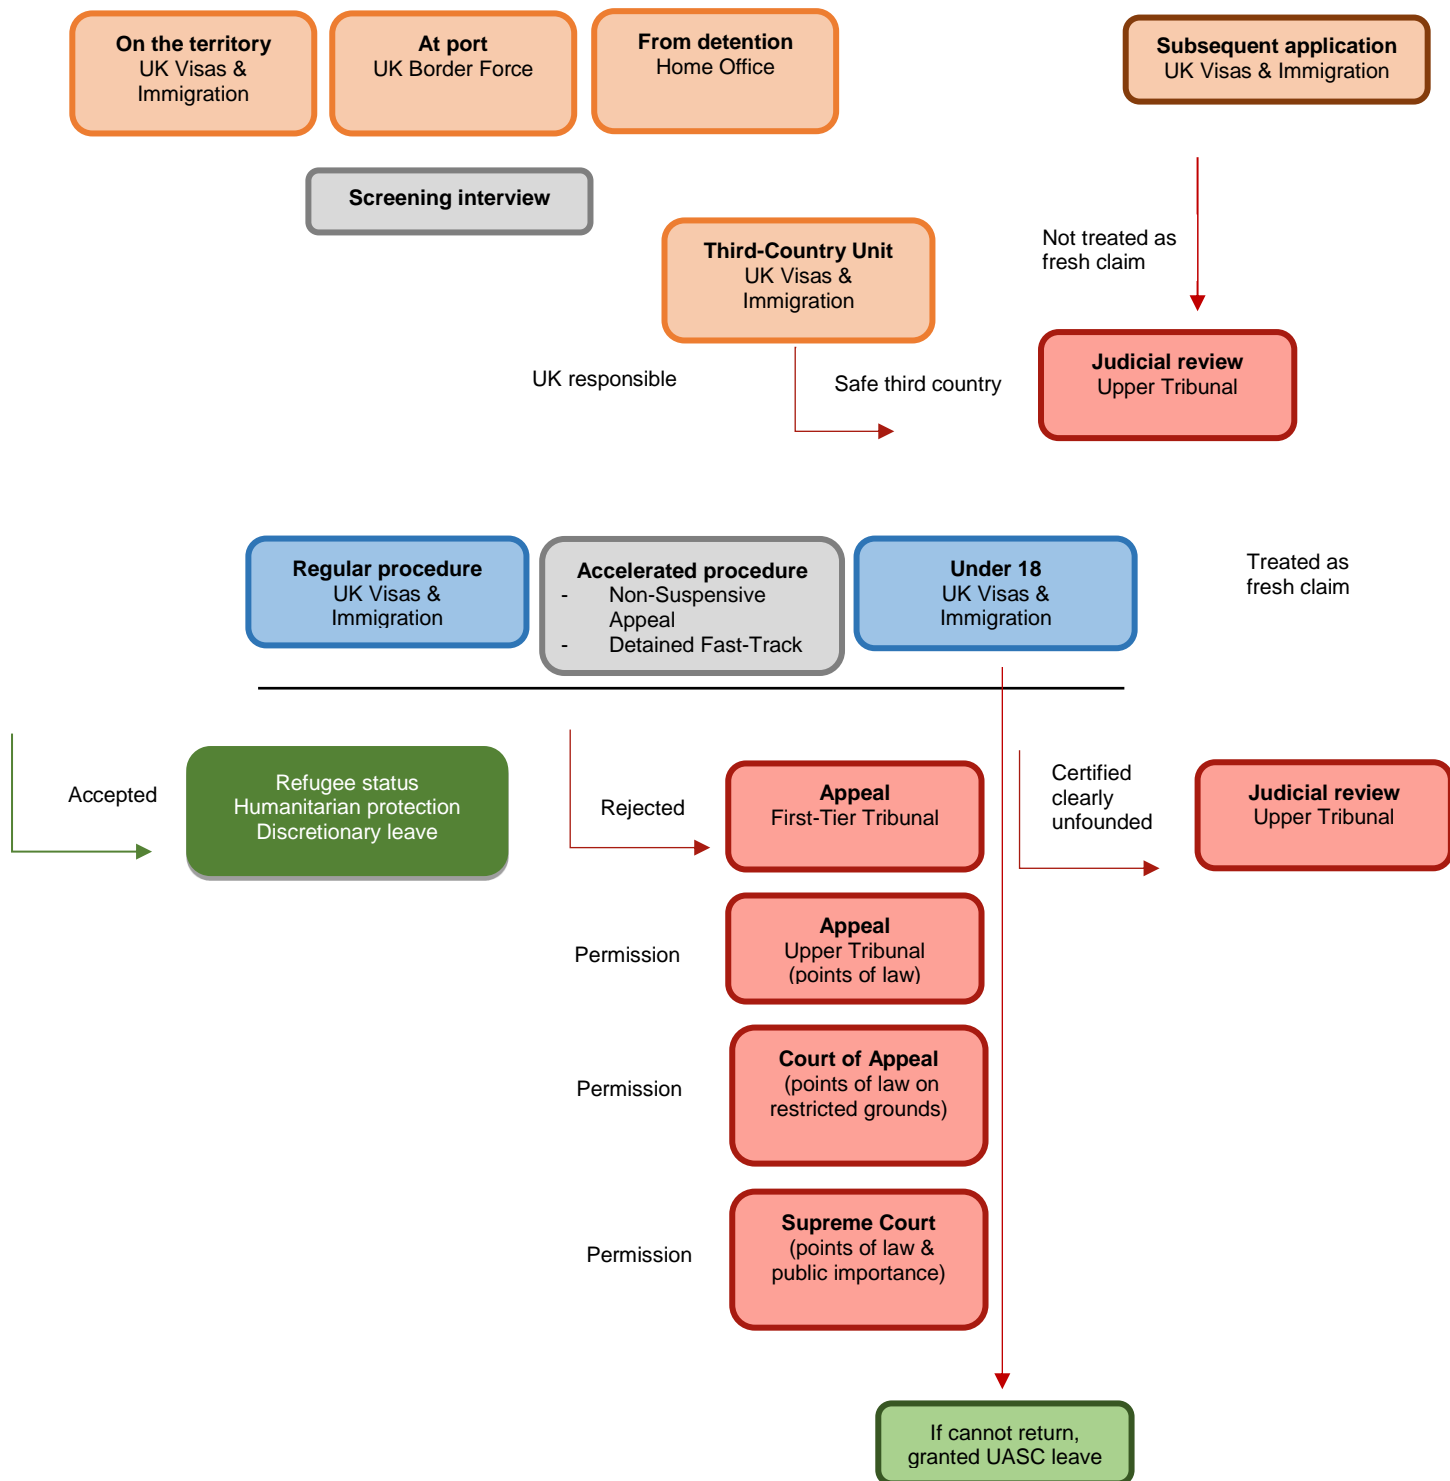 On the territory
UK Visas &
Immigration
At port
UK Border Force
From detention
Home Office
Subsequent application
UK Visas & Immigration
Screening interview
Third-Country Unit
UK Visas &
Immigration
Not treated as
fresh claim
UK responsible
Safe third country
Judicial review
Upper Tribunal
Regular procedure
UK Visas &
Immigration
Accelerated procedure
- Non-Suspensive
Appeal
- Detained Fast-Track
Under 18
UK Visas &
Immigration
Treated as
fresh claim
Accepted
Refugee status
Humanitarian protection
Discretionary leave
Rejected
Appeal
First-Tier Tribunal
Certified
clearly
unfounded
Judicial review
Upper Tribunal
Permission
Appeal
Upper Tribunal
(points of law)
Permission
Court of Appeal
(points of law on
restricted grounds)
Permission
Supreme Court
(points of law &
public importance)
If cannot return,
granted UASC leave